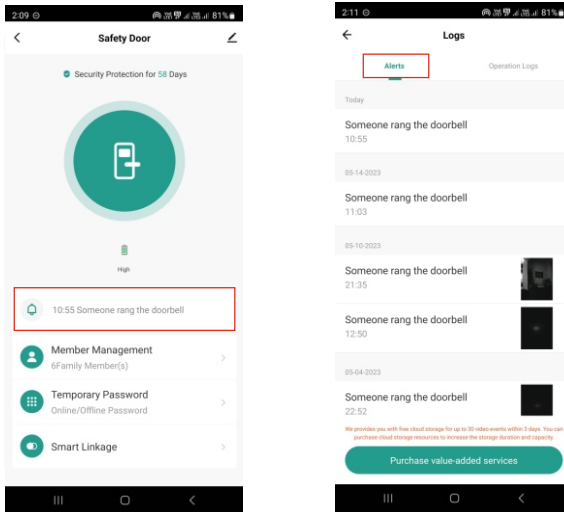 2:09
81%
Safety Door
Security Protection for 58 Days
High
10:55 Someone rang the doorbell
Member Management
6Family Member(s)
Temporary Password
Online/Offline Password
Smart Linkage
2:11
81%
Logs
Alerts
Operation Logs
Today
Someone rang the doorbell
10:55
05-14-2023
Someone rang the doorbell
11:03
05-10-2023
Someone rang the doorbell
21:35
Someone rang the doorbell
12:50
05-04-2023
Someone rang the doorbell
22:52
We provides you with free cloud storage for up to 30 video events within 3 days. You can
purchase cloud storage resources to increase the storage duration and capacity.
Purchase value-added services